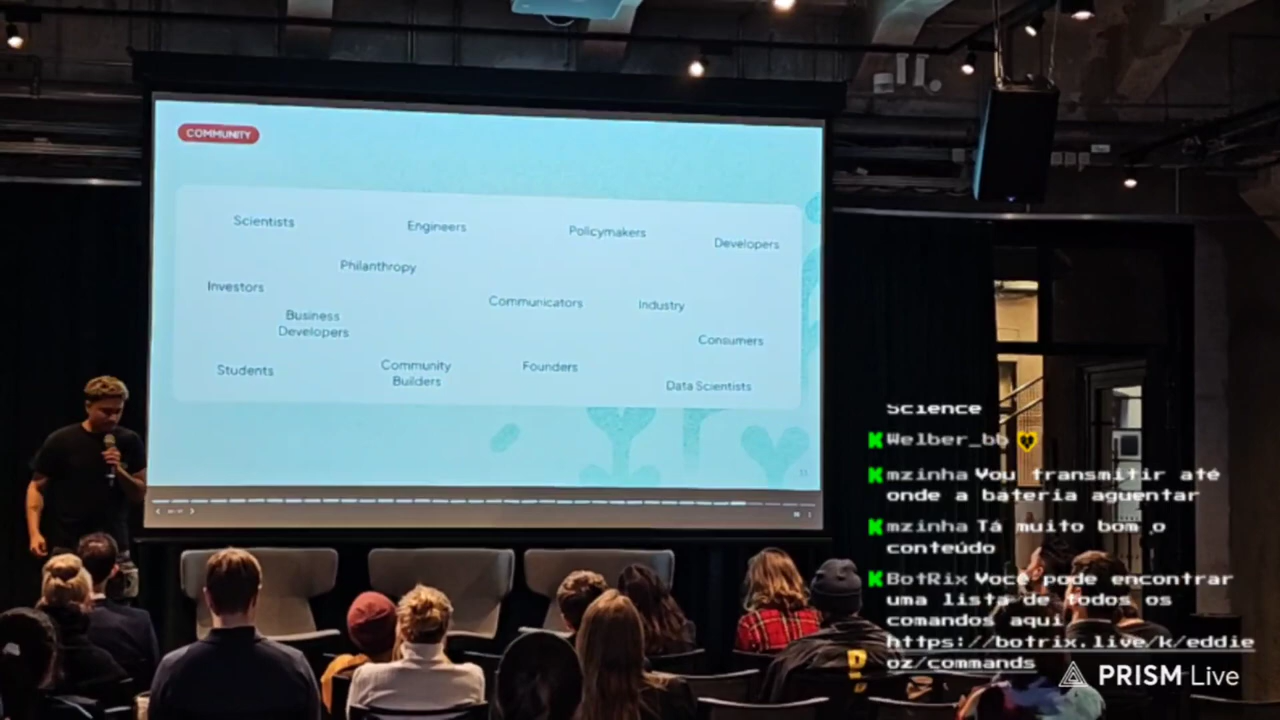 COMMUNITY
Scientists
Engineers
Policymakers
Developers
Philanthropy
Investors
Communicators
Industry
Business
Developers
Consumers
Students
Community
Builders
Founders
Data Scientists
Science
Welber_bb
mzinha Vou transmitir até
onde a bateria aguentar
mzinha Tá muito bom o
conteúdo
BotRix Você pode encontrar
uma lista de todos os
comandos aqui
https://botrix.live/k/eddie
oz/commands
PRISM Live